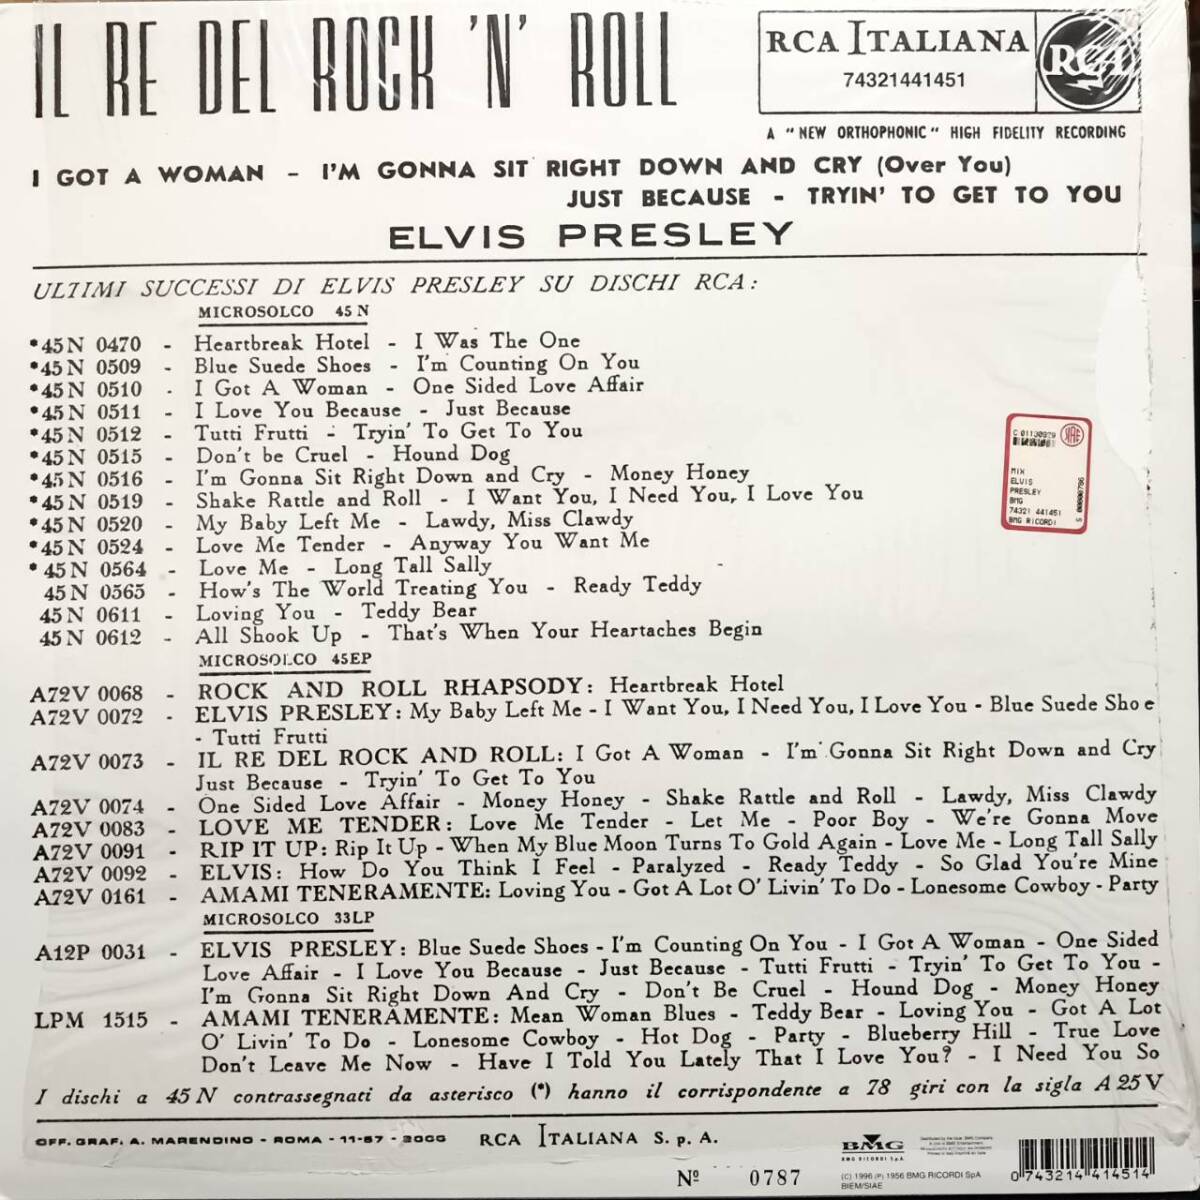 IL RE DEL ROCK 'N' ROLL
RCA ITALIANA
74321441451
RCA
A "NEW ORTHOPHONIC" HIGH FIDELITY RECORDING
I GOT A WOMAN - I'M GONNA SIT RIGHT DOWN AND CRY (Over You)
JUST BECAUSE - TRYIN' TO GET TO YOU
ELVIS PRESLEY
ULTIMI SUCCESSI DI ELVIS PRESLEY SU DISCHI RCA:
MICROSOLCO 45 N
*45 N 0470 - Heartbreak Hotel - I Was The One
*45 N 0509 - Blue Suede Shoes - I'm Counting On You
*45 N 0510 - I Got A Woman - One Sided Love Affair
*45 N 0511 - I Love You Because - Just Because
*45 N 0512 - Tutti Frutti - Tryin' To Get To You
*45 N 0515 - Don't be Cruel - Hound Dog
*45 N 0516 - I'm Gonna Sit Right Down and Cry - Money Honey
*45 N 0519 - Shake Rattle and Roll - I Want You, I Need You, I Love You
*45 N 0520 - My Baby Left Me - Lawdy, Miss Clawdy
*45 N 0524 - Love Me Tender - Anyway You Want Me
*45 N 0564 - Love Me - Long Tall Sally
45 N 0565 - How's The World Treating You - Ready Teddy
45 N 0611 - Loving You - Teddy Bear
45 N 0612 - All Shook Up - That's When Your Heartaches Begin
MICROSOLCO 45EP
A72V 0068 - ROCK AND ROLL RHAPSODY: Heartbreak Hotel
A72V 0072 - ELVIS PRESLEY: My Baby Left Me - I Want You, I Need You, I Love You - Blue Suede Shoe
- Tutti Frutti
A72V 0073 - IL RE DEL ROCK AND ROLL: I Got A Woman - I'm Gonna Sit Right Down and Cry
Just Because - Tryin' To Get To You
A72V 0074 - One Sided Love Affair - Money Honey - Shake Rattle and Roll - Lawdy, Miss Clawdy
A72V 0083 - LOVE ME TENDER: Love Me Tender - Let Me - Poor Boy - We're Gonna Move
A72V 0091 - RIP IT UP: Rip It Up - When My Blue Moon Turns To Gold Again - Love Me - Long Tall Sally
A72V 0092 - ELVIS: How Do You Think I Feel - Paralyzed - Ready Teddy - So Glad You're Mine
A72V 0161 - AMAMI TENERAMENTE: Loving You - Got A Lot O' Livin' To Do - Lonesome Cowboy - Party
MICROSOLCO 33LP
A12P 0031 - ELVIS PRESLEY: Blue Suede Shoes - I'm Counting On You - I Got A Woman - One Sided
Love Affair - I Love You Because - Just Because - Tutti Frutti - Tryin' To Get To You -
I'm Gonna Sit Right Down And Cry - Don't Be Cruel - Hound Dog - Money Honey
LPM 1515 - AMAMI TENERAMENTE: Mean Woman Blues - Teddy Bear - Loving You - Got A Lot
O' Livin' To Do - Lonesome Cowboy - Hot Dog - Party - Blueberry Hill - True Love
Don't Leave Me Now - Have I Told You Lately That I Love You? - I Need You So
I dischi a 45 N contrassegnati da asterisco (*) hanno il corrispondente a 78 giri con la sigla A 25 V
OFF. GRAF. A. MARENDINO - ROMA - 11-57 - 2000
RCA ITALIANA S. p. A.
Nº 0787
BMG
BMG RICORDI S.p.A.
(C) 1996 (P) 1956 BMG RICORDI SpA
BIEM/SIAE
0 743214 414514
C 01130979
MIX
ELVIS
PRESLEY
BMG
74321 441451
BMG RICORDI
S 00000786